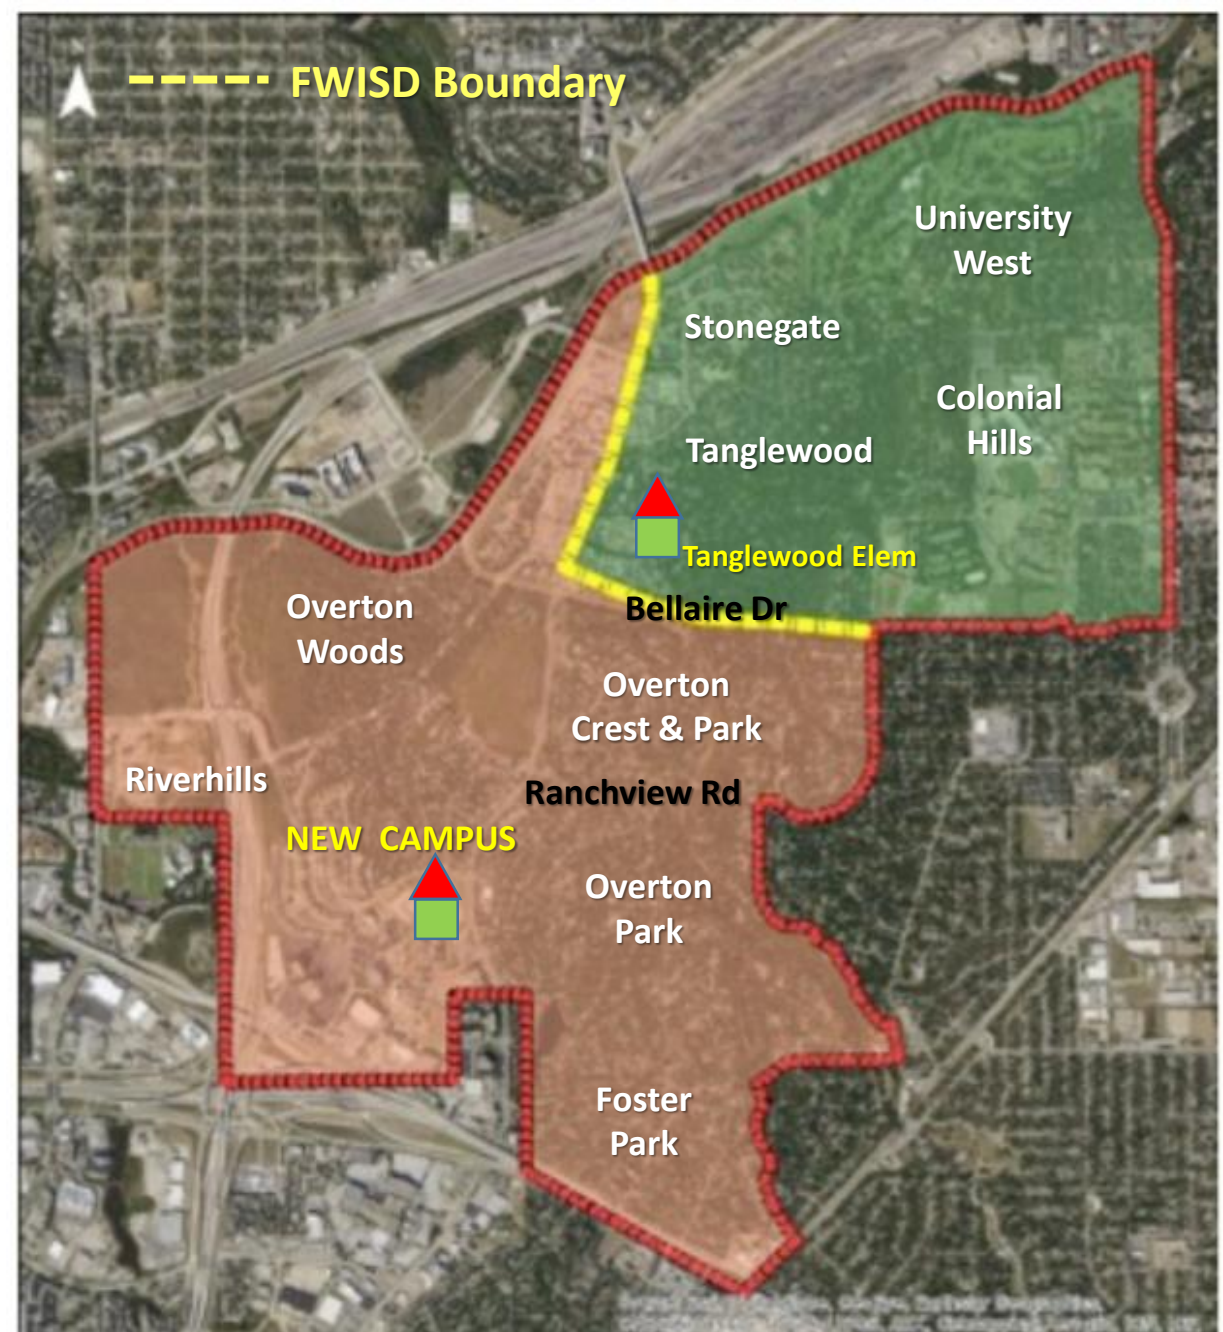 FWISD Boundary
University
West
Stonegate
Colonial
Hills
Tanglewood
Tanglewood Elem
Bellaire Dr
Overton
Woods
Overton
Crest & Park
Riverhills
Ranchview Rd
NEW CAMPUS
Overton
Park
Foster
Park